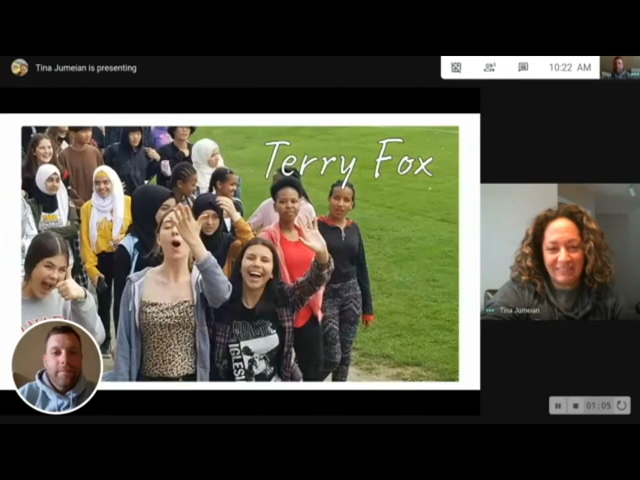 Tina Jumeian is presenting
10:22 AM
Terry Fox
Tina Jumeian
01:05